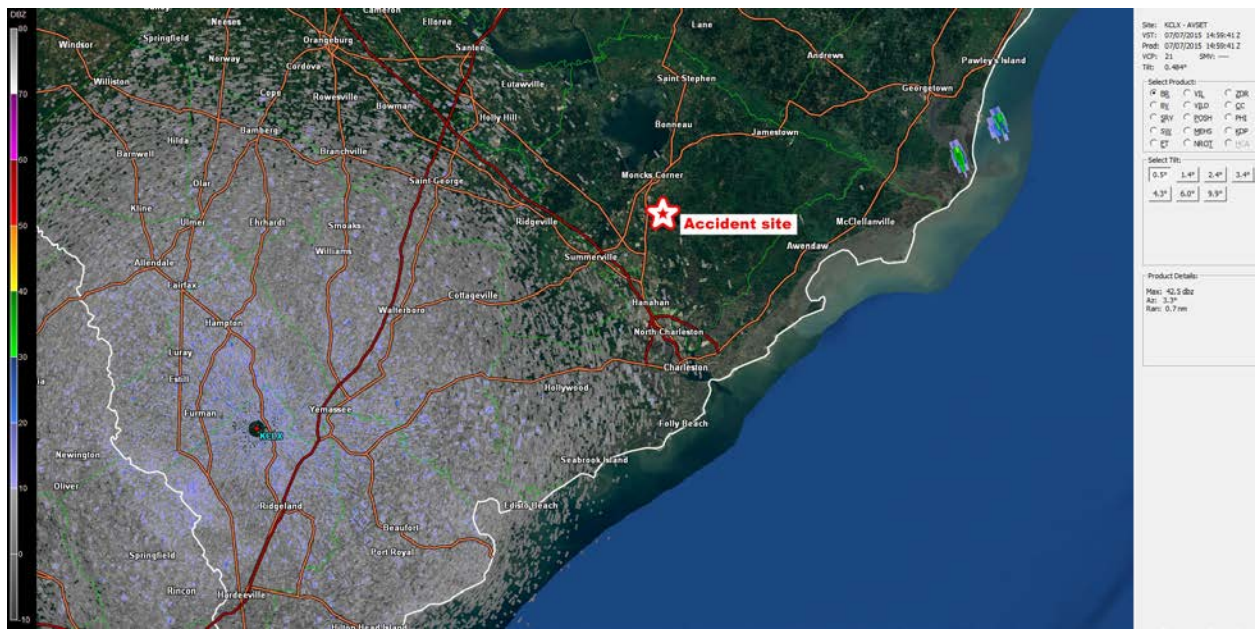 DBZ
80
70
60
50
40
30
20
10
0
-10
Cameron
Lane
Neeses
Elloree
Springfield
Orangeburg
Santee
Windsor
Norway
Cordova
Andrews
Pawley's Island
Williston
Cope
Rowesville
Eutawville
Saint Stephen
Georgetown
Bowman
Holly Hill
Bamberg
Bonneau
Jamestown
Hilda
Branchville
Barnwell
Saint George
Moncks Corner
Olar
Kline
Ulmer
Ehrhardt
Smoaks
Ridgeville
Accident site
McClellanville
Awendaw
Williams
Summerville
Allendale
Fairfax
Cottageville
Walterboro
Hanahan
Hampton
North Charleston
Luray
Charleston
Estill
Hollywood
Furman
Yemassee
Folly Beach
KCLX
Newington
Seabrook Island
Oliver
Ridgeland
Edisto Beach
Beaufort
Springfield
Port Royal
Rincon
Hardeeville
Hilton Head Island
Site: KCLX - AVSET
VST: 07/07/2015 14:59:41 Z
Prod: 07/07/2015 14:59:41 Z
VCP: 21 SMV: ---
Tilt: 0.484°
Select Product:
BR VIL ZDR
BV VILD CC
SRV POSH PHI
SW MEHS KDP
ET NROT HCA
Select Tilt:
0.5° 1.4° 2.4° 3.4°
4.3° 6.0° 9.9°
Product Details:
Max: 42.5 dbz
Az: 3.3°
Ran: 0.7 nm